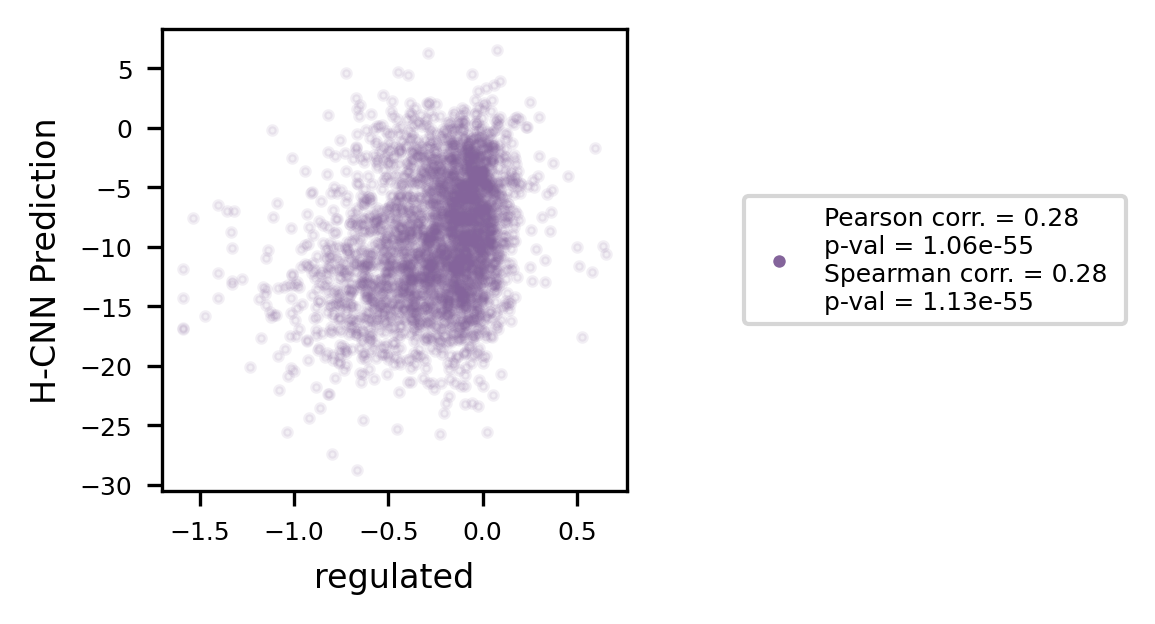 H-CNN Prediction
5
0
−5
−10
−15
−20
−25
−30
−1.5
−1.0
−0.5
0.0
0.5
regulated
Pearson corr. = 0.28
p-val = 1.06e-55
Spearman corr. = 0.28
p-val = 1.13e-55